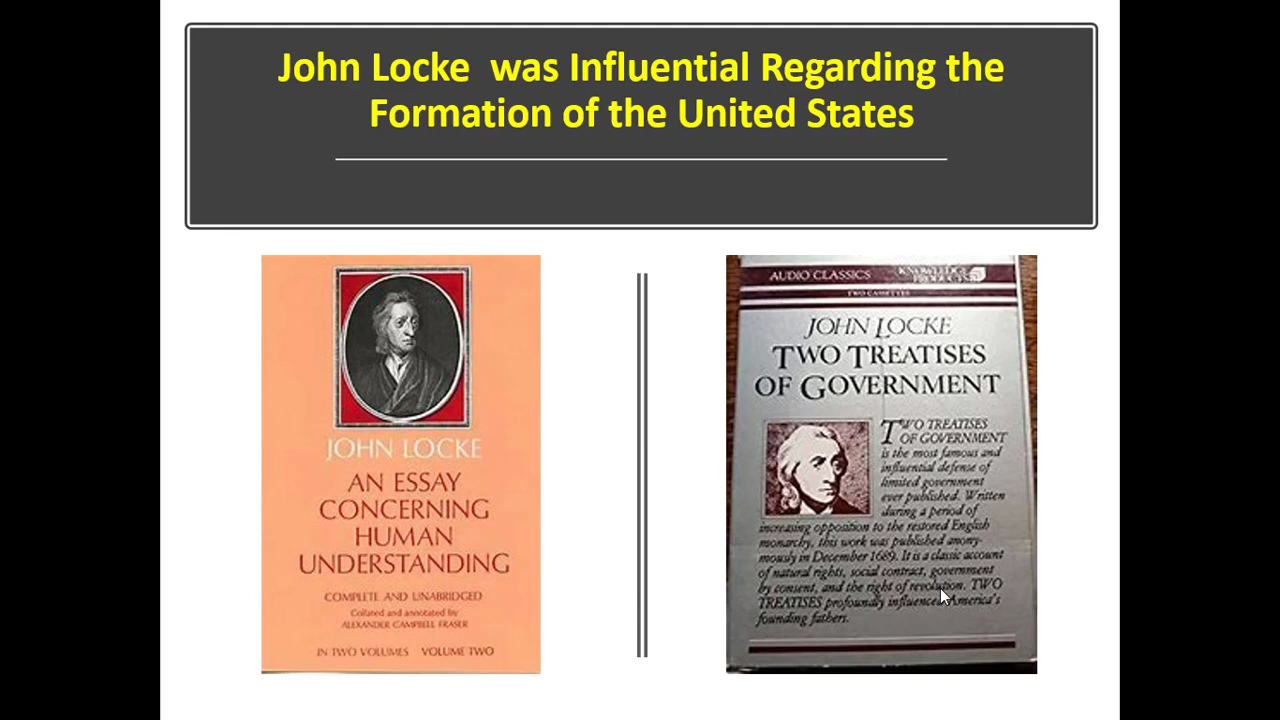 John Locke  was Influential Regarding the
Formation of the United States
JOHN LOCKE
AN ESSAY
CONCERNING
HUMAN
UNDERSTANDING
COMPLETE AND UNABRIDGED
Collated and annotated by
ALEXANDER CAMPBELL FRASER
IN TWO VOLUMES VOLUME TWO
AUDIO CLASSICS
KNOWLEDGE
PRODUCTS
TWO CASSETTES
JOHN LOCKE
TWO TREATISES
OF GOVERNMENT
TWO TREATISES
OF GOVERNMENT
is the most famous and
influential defense of
limited government
ever published. Written
during a period of
increasing opposition to the restored English
monarchy, this work was published anony-
mously in December 1689. It is a classic account
of natural rights, social contract, government
by consent, and the right of revolution. TWO
TREATISES profoundly influenced America's
founding fathers.